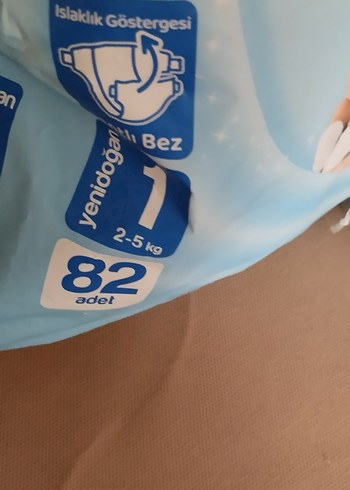 Islaklık Göstergesi
Bez
yenidoğan
1
2-5 kg
82
adet